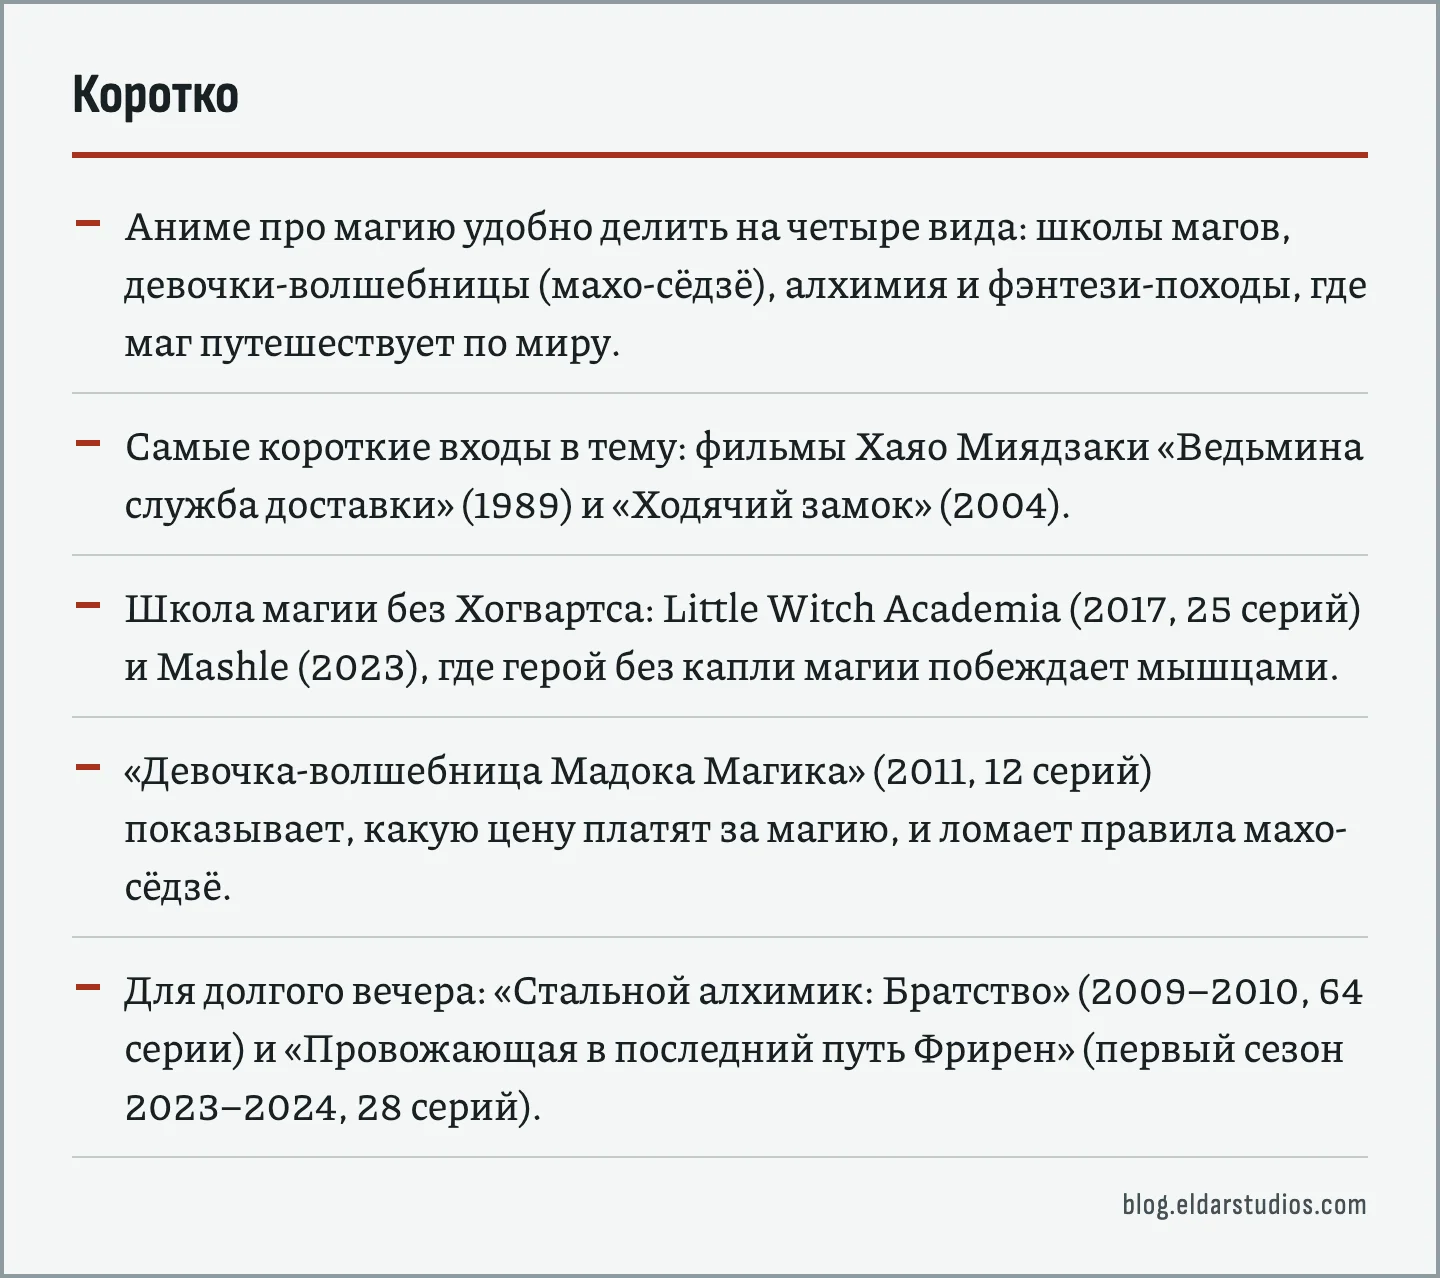 Коротко
Аниме про магию удобно делить на четыре вида: школы магов,
девочки-волшебницы (махо-сёдзё), алхимия и фэнтези-походы, где
маг путешествует по миру.
Самые короткие входы в тему: фильмы Хаяо Миядзаки «Ведьмина
служба доставки» (1989) и «Ходячий замок» (2004).
Школа магии без Хогвартса: Little Witch Academia (2017, 25 серий)
и Mashle (2023), где герой без капли магии побеждает мышцами.
«Девочка-волшебница Мадока Магика» (2011, 12 серий)
показывает, какую цену платят за магию, и ломает правила махо-
сёдзё.
Для долгого вечера: «Стальной алхимик: Братство» (2009–2010, 64
серии) и «Провожающая в последний путь Фрирен» (первый сезон
2023–2024, 28 серий).
blog.eldarstudios.com